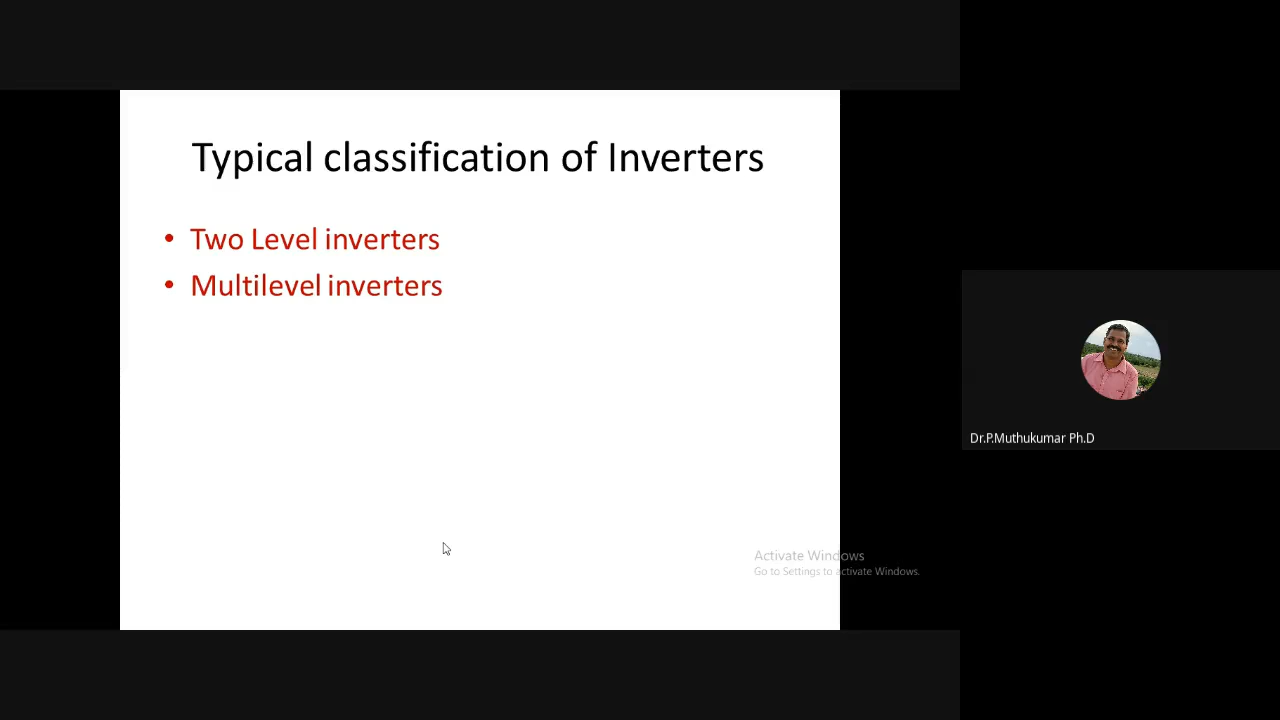 Typical classification of Inverters
• Two Level inverters
• Multilevel inverters
Dr.P.Muthukumar Ph.D
Activate Windows
Go to Settings to activate Windows.